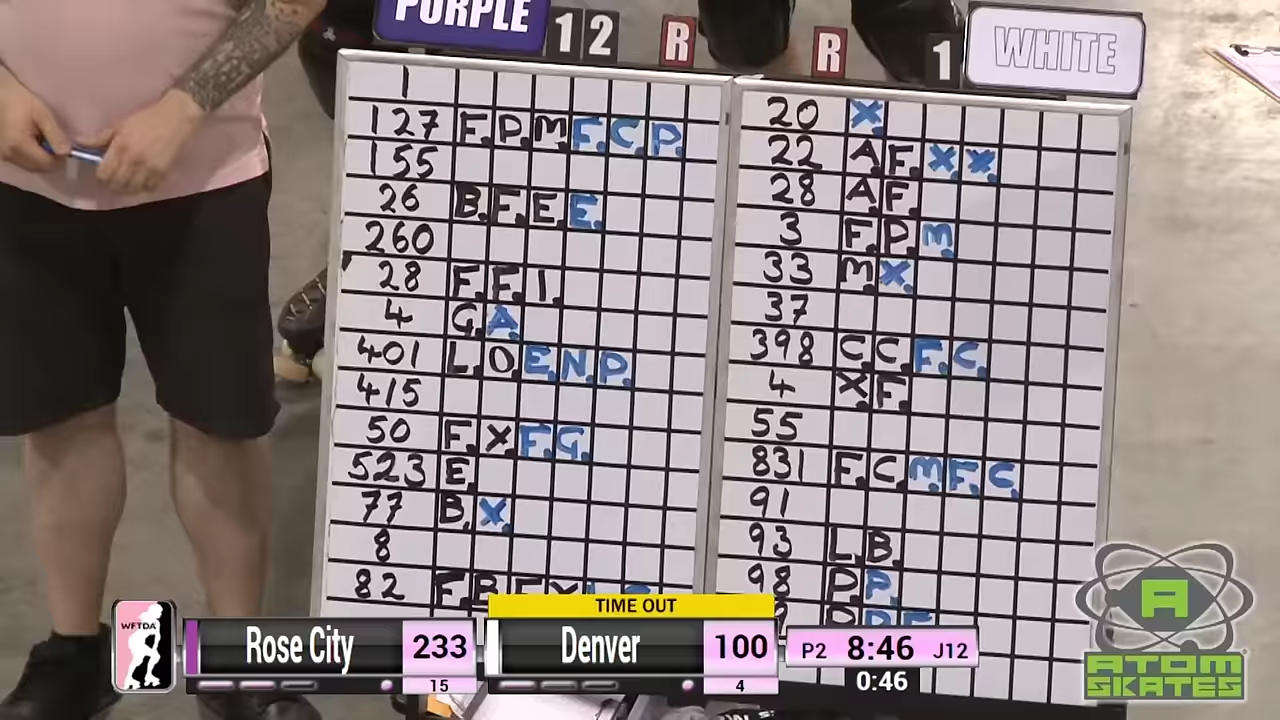 PURPLE 12 R
R 1 WHITE
1
127 F. P. M. F. C. P.
155
26 B. F. E. E.
260
28 F. F. I.
4 G. A.
401 L. O. E. N. P.
415
50 F. X. F. G.
523 E.
77 B. X.
8
82
20 X.
22 A. F. X. X.
28 A. F.
3 F. P. M
33 M. X.
37
398 C. C. F. C.
4 X. F.
55
831 F. C. M. F. C.
91
93 L. B.
98 P. P.
WFTDA
TIME OUT
Rose City 233 Denver 100 P2 8:46 J12
15 4 0:46
A
ATOM
SKATES